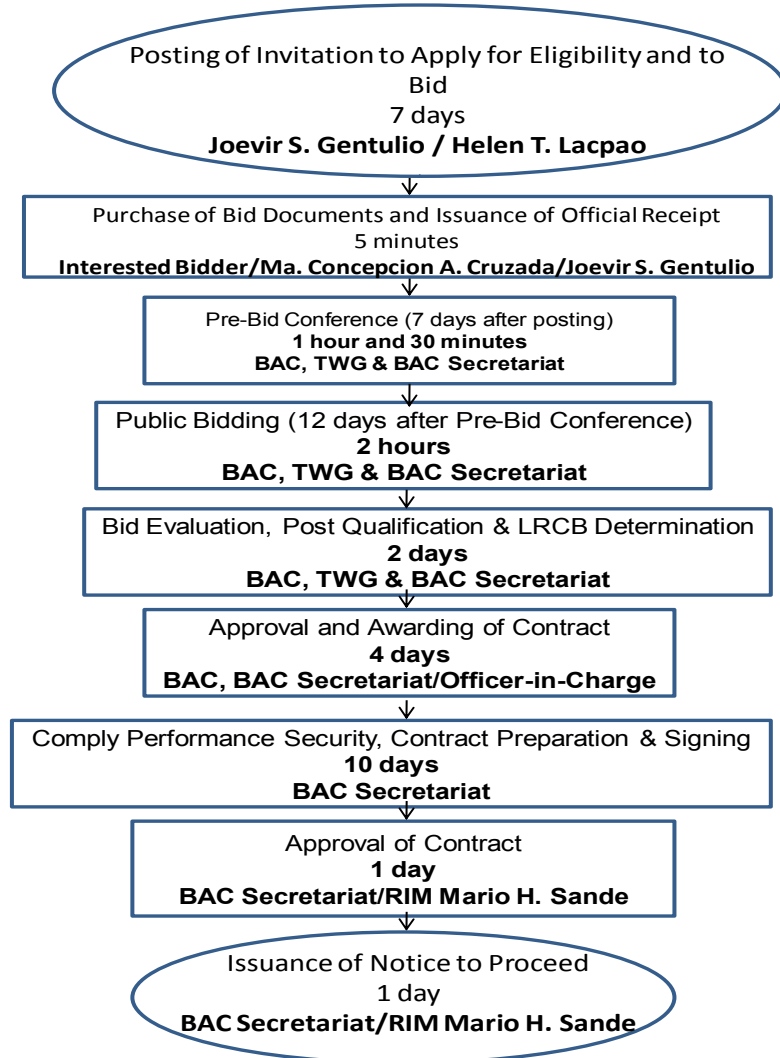 Posting of Invitation to Apply for Eligibility and to
Bid
7 days
Joevir S. Gentulio / Helen T. Lacpao
Purchase of Bid Documents and Issuance of Official Receipt
5 minutes
Interested Bidder/Ma. Concepcion A. Cruzada/Joevir S. Gentulio
Pre-Bid Conference (7 days after posting)
1 hour and 30 minutes
BAC, TWG & BAC Secretariat
Public Bidding (12 days after Pre-Bid Conference)
2 hours
BAC, TWG & BAC Secretariat
Bid Evaluation, Post Qualification & LRCB Determination
2 days
BAC, TWG & BAC Secretariat
Approval and Awarding of Contract
4 days
BAC, BAC Secretariat/Officer-in-Charge
Comply Performance Security, Contract Preparation & Signing
10 days
BAC Secretariat
Approval of Contract
1 day
BAC Secretariat/RIM Mario H. Sande
Issuance of Notice to Proceed
1 day
BAC Secretariat/RIM Mario H. Sande